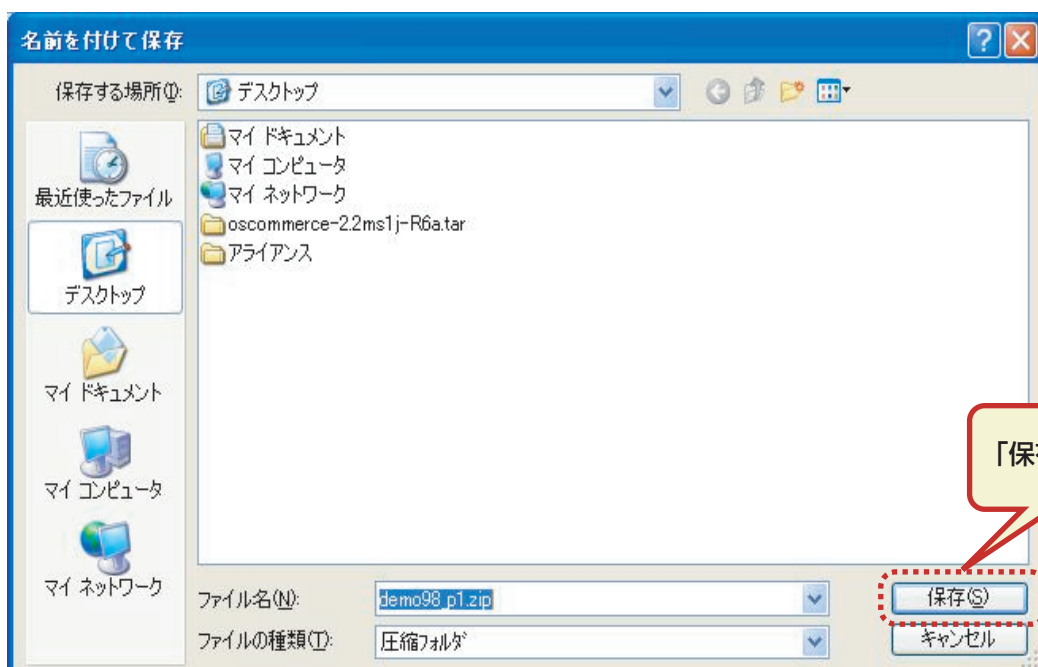 名前を付けて保存
保存する場所(I):
デスクトップ
マイ ドキュメント
マイ コンピュータ
マイ ネットワーク
oscommerce-2.2ms1j-R6a.tar
アライアンス
最近使ったファイル
デスクトップ
マイ ドキュメント
マイ コンピュータ
マイ ネットワーク
「保
ファイル名(N):
demo98_p1.zip
保存(S)
ファイルの種類(T):
圧縮フォルダ
キャンセル